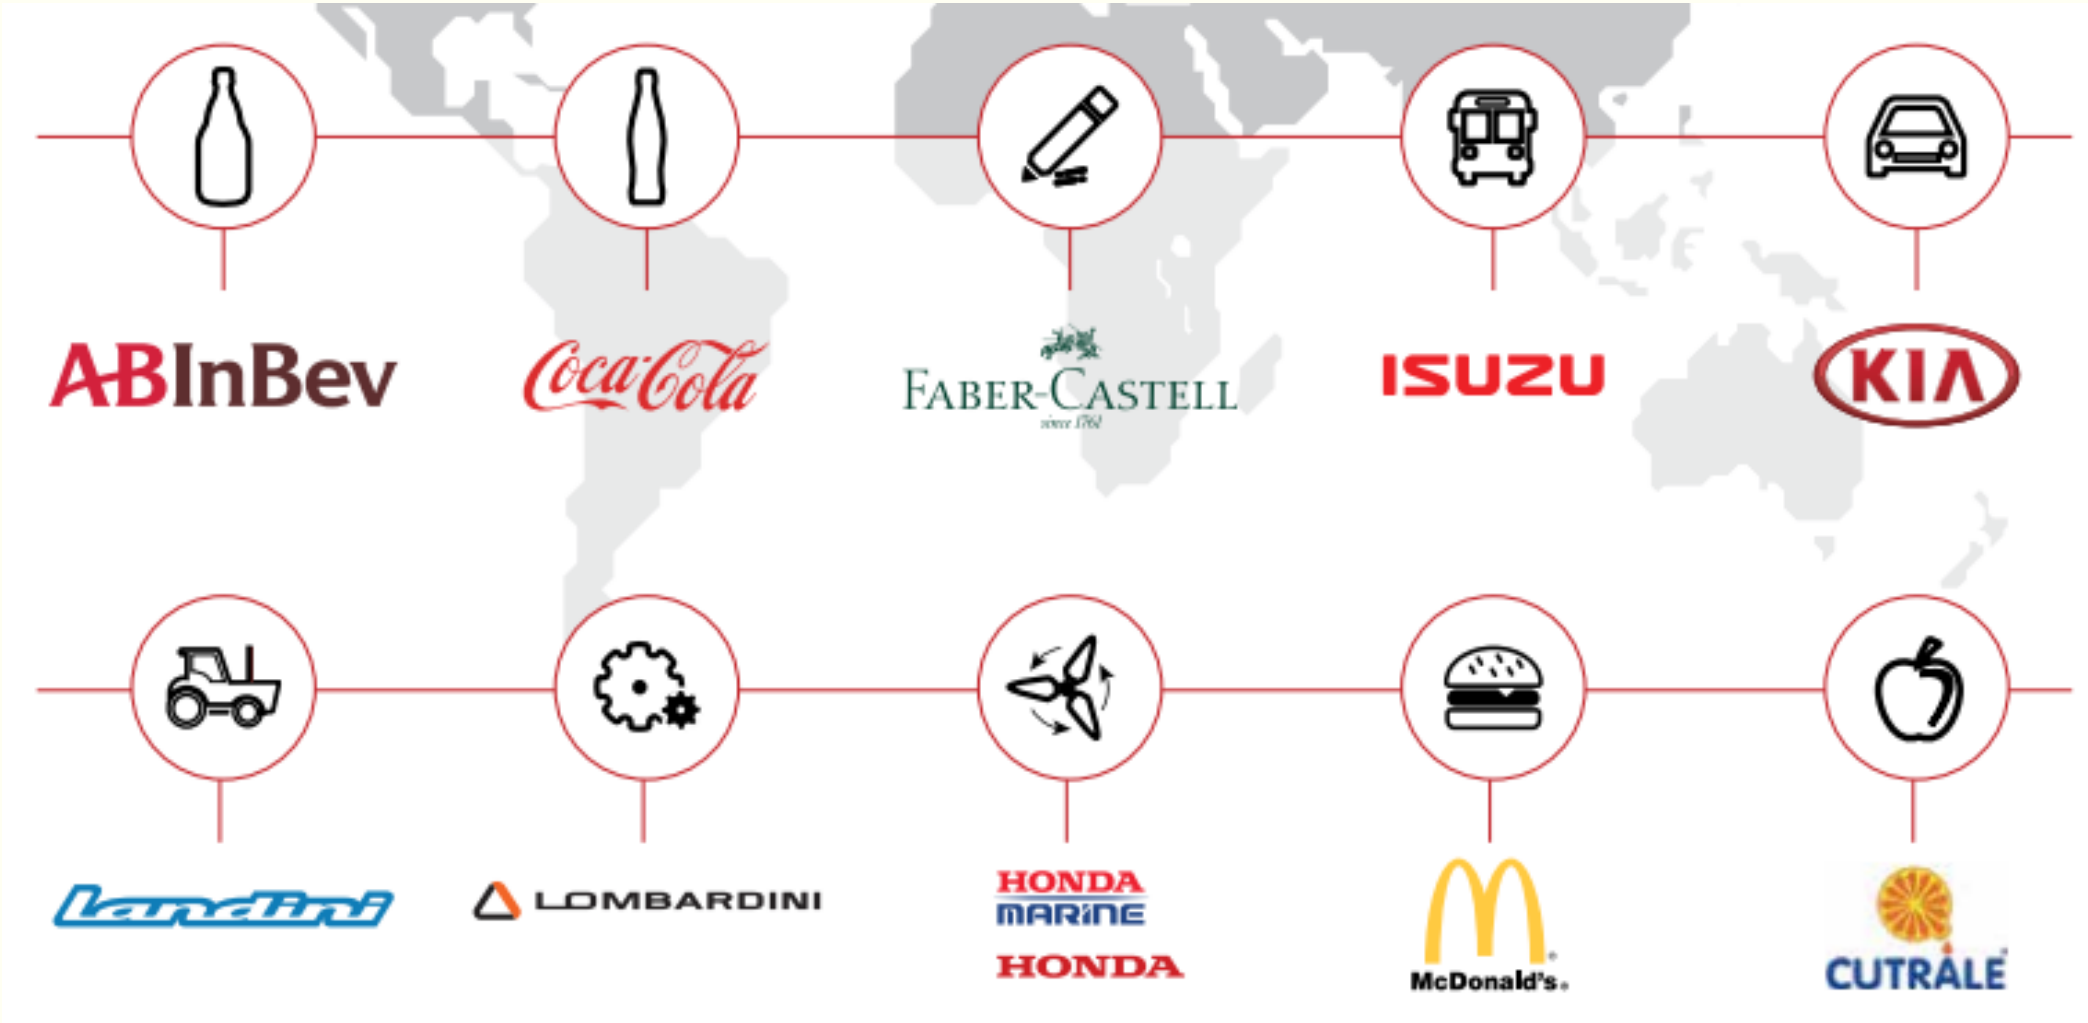 ABInBev
Coca-Cola
FABER-CASTELL
since 1761
ISUZU
KIA
Landini
LOMBARDINI
HONDA
MARINE
HONDA
McDonald's
CUTRALE